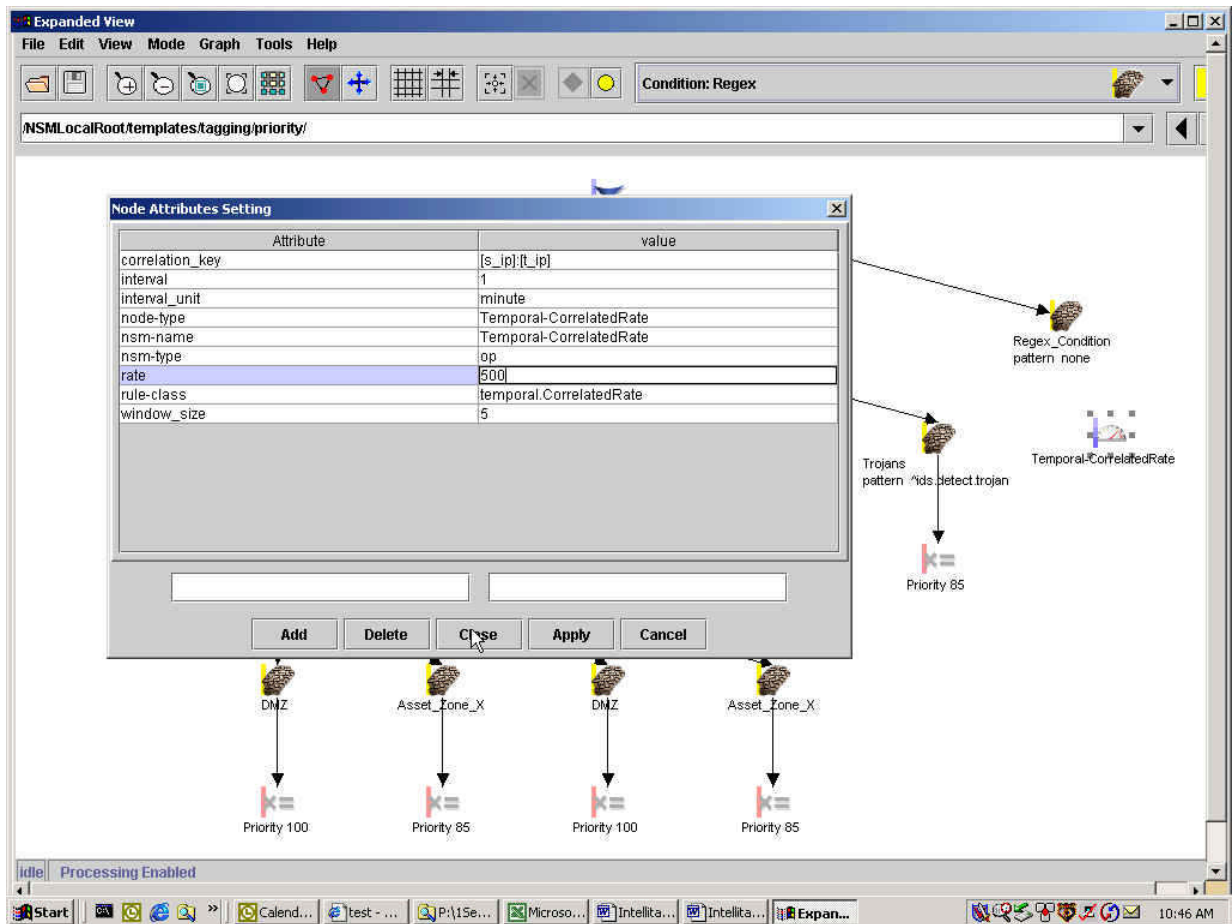 Expanded View
File Edit View Mode Graph Tools Help
Condition: Regex
/NSMLocalRoot/templates/tagging/priority/
Node Attributes Setting
Attribute value
correlation_key [s_ip]:[t_ip]
interval 1
interval_unit minute
node-type Temporal-CorrelatedRate
nsm-name Temporal-CorrelatedRate
nsm-type op
rate 500
rule-class temporal.CorrelatedRate
window_size 5
Regex_Condition
pattern none
Trojans
pattern ^ids.detect.trojan
Temporal-CorrelatedRate
Priority 85
Add Delete Close Apply Cancel
DMZ Asset_Zone_X DMZ Asset_Zone_X
Priority 100 Priority 85 Priority 100 Priority 85
idle Processing Enabled
Start » Calend... test - ... P:\1Se... Microso... Intellita... Intellita... Expan... 10:46 AM